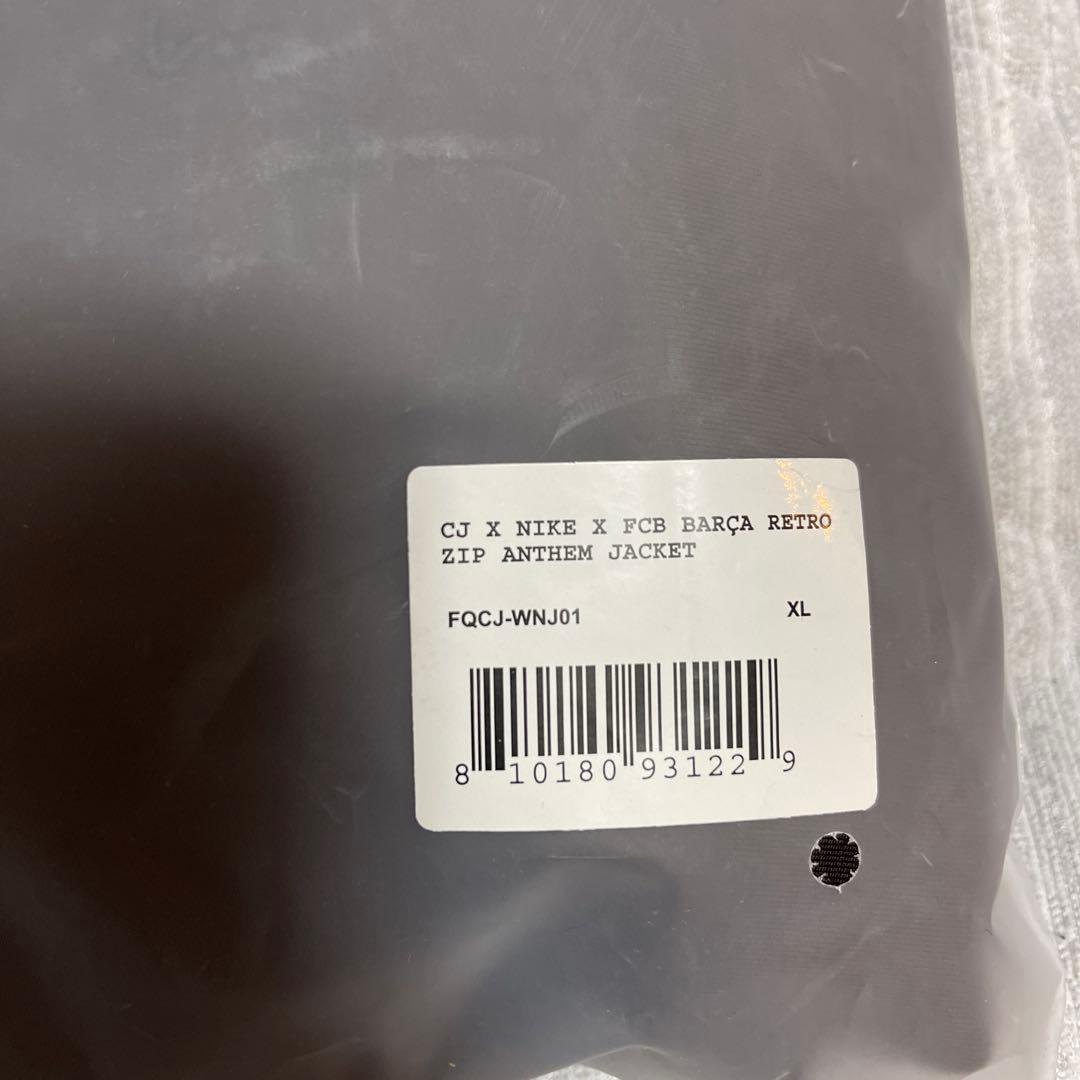 CJ X NIKE X FCB BARÇA RETRO
ZIP ANTHEM JACKET
FQCJ-WNJ01 XL
8 10180 93122 9